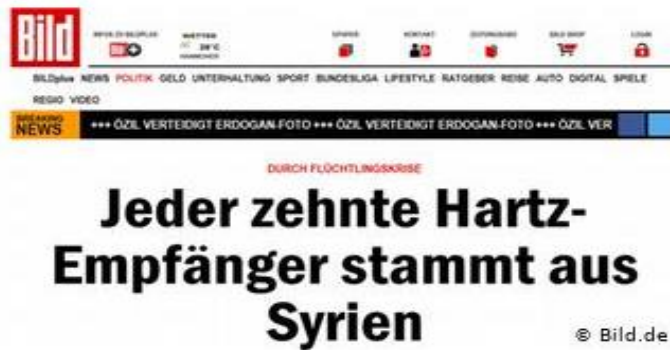 Bild
WETTER
BILDplus NEWS POLITIK GELD UNTERHALTUNG SPORT BUNDESLIGA LIFESTYLE RATGEBER REISE AUTO DIGITAL SPIELE
REGIO VIDEO
BREAKING NEWS +++ ÖZIL VERTEIDIGT ERDOGAN-FOTO +++ ÖZIL VERTEIDIGT ERDOGAN-FOTO +++ ÖZIL VER
DURCH FLÜCHTLINGSKRISE
Jeder zehnte Hartz-
Empfänger stammt aus
Syrien
© Bild.de